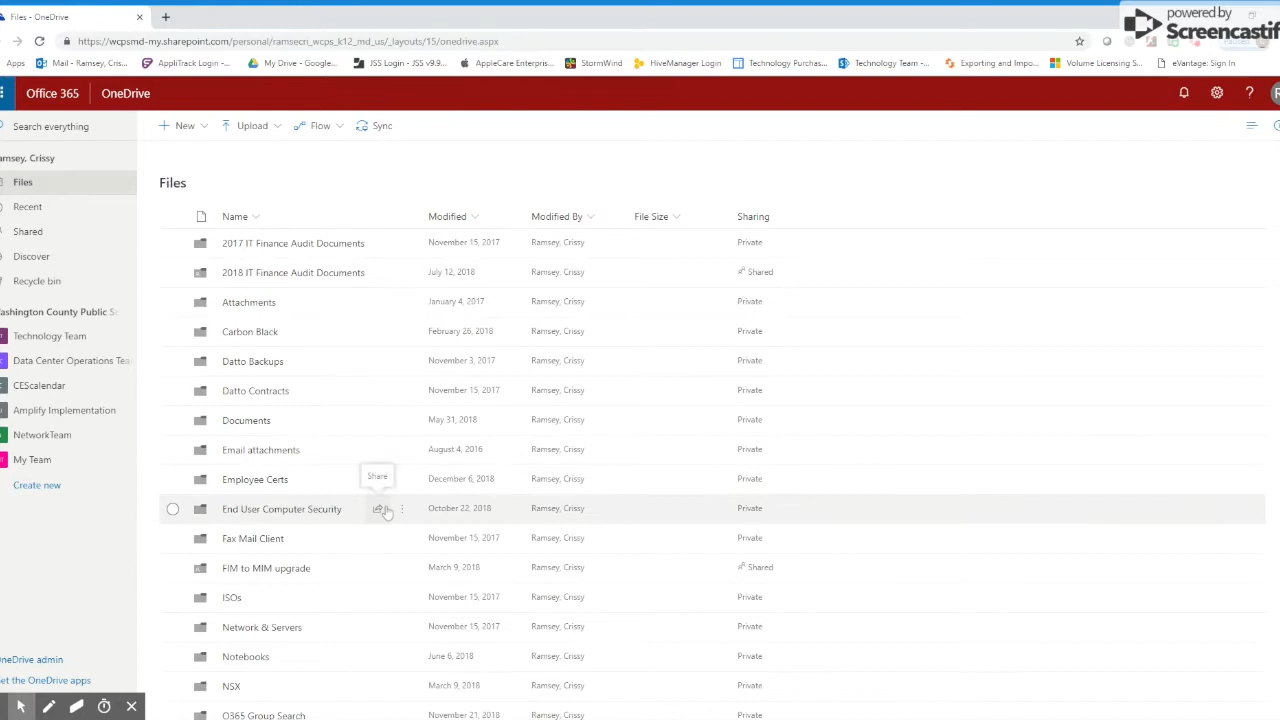 Files - OneDrive
powered by
Screencastif
https://wcpsmd-my.sharepoint.com/personal/ramsecri_wcps_k12_md_us/_layouts/15/onedrive.aspx
Apps Mail - Ramsey, Cris... AppliTrack Login -... My Drive - Google... JSS Login - JSS v9.9... AppleCare Enterpris... StormWind HiveManager Login Technology Purchas... Technology Team -... Exporting and Impo... Volume Licensing S... eVantage: Sign In
Office 365 OneDrive
Search everything New Upload Flow Sync
amsey, Crissy
Files
Files
Recent
Name Modified Modified By File Size Sharing
Shared
2017 IT Finance Audit Documents November 15, 2017 Ramsey, Crissy Private
Discover
2018 IT Finance Audit Documents July 12, 2018 Ramsey, Crissy Shared
Recycle bin
Attachments January 4, 2017 Ramsey, Crissy Private
ashington County Public Sc
Carbon Black February 26, 2018 Ramsey, Crissy Private
Technology Team
Datto Backups November 3, 2017 Ramsey, Crissy Private
Data Center Operations Tea
CEScalendar
Datto Contracts November 15, 2017 Ramsey, Crissy Private
Amplify Implementation
Documents May 31, 2018 Ramsey, Crissy Private
NetworkTeam
Email attachments August 4, 2016 Ramsey, Crissy Private
My Team
Share
Employee Certs December 6, 2018 Ramsey, Crissy Private
Create new
End User Computer Security October 22, 2018 Ramsey, Crissy Private
Fax Mail Client November 15, 2017 Ramsey, Crissy Private
FIM to MIM upgrade March 9, 2018 Ramsey, Crissy Shared
ISOs November 15, 2017 Ramsey, Crissy Private
Network & Servers November 15, 2017 Ramsey, Crissy Private
Notebooks June 6, 2018 Ramsey, Crissy Private
OneDrive admin
Get the OneDrive apps
NSX March 9, 2018 Ramsey, Crissy Private
O365 Group Search November 21, 2018 Ramsey, Crissy Private